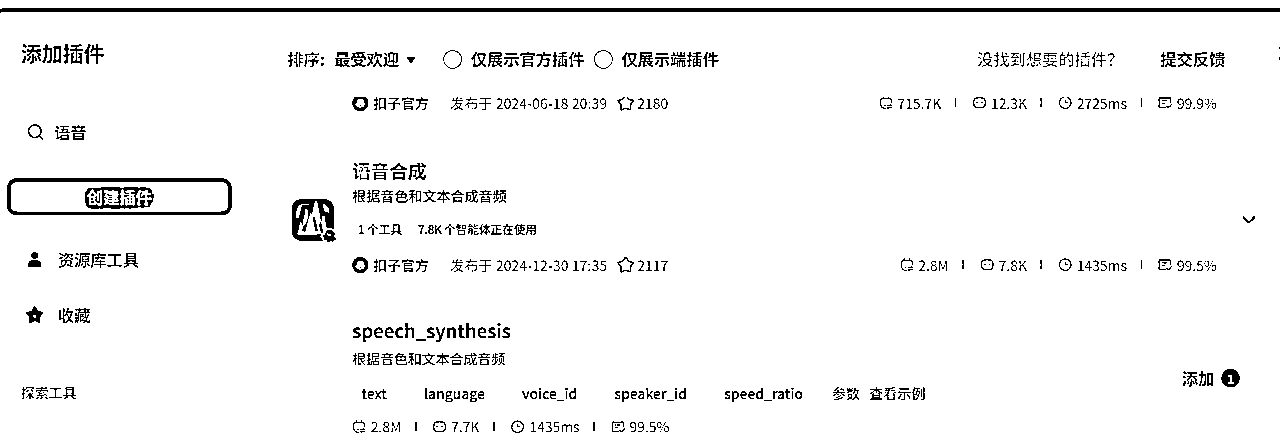 添加插件
排序: 最受欢迎 仅展示官方插件 仅展示端插件 没找到想要的插件? 提交反馈
扣子官方 发布于 2024-06-18 20:39 2180 715.7K 12.3K 2725ms 99.9%
语音
语音合成
根据音色和文本合成音频
创建插件
1个工具 7.8K个智能体正在使用
扣子官方 发布于 2024-12-30 17:35 2117 2.8M 7.8K 1435ms 99.5%
资源库工具
收藏
speech_synthesis
根据音色和文本合成音频
添加 1
探索工具
text language voice_id speaker_id speed_ratio 参数 查看示例
2.8M 7.7K 1435ms 99.5%